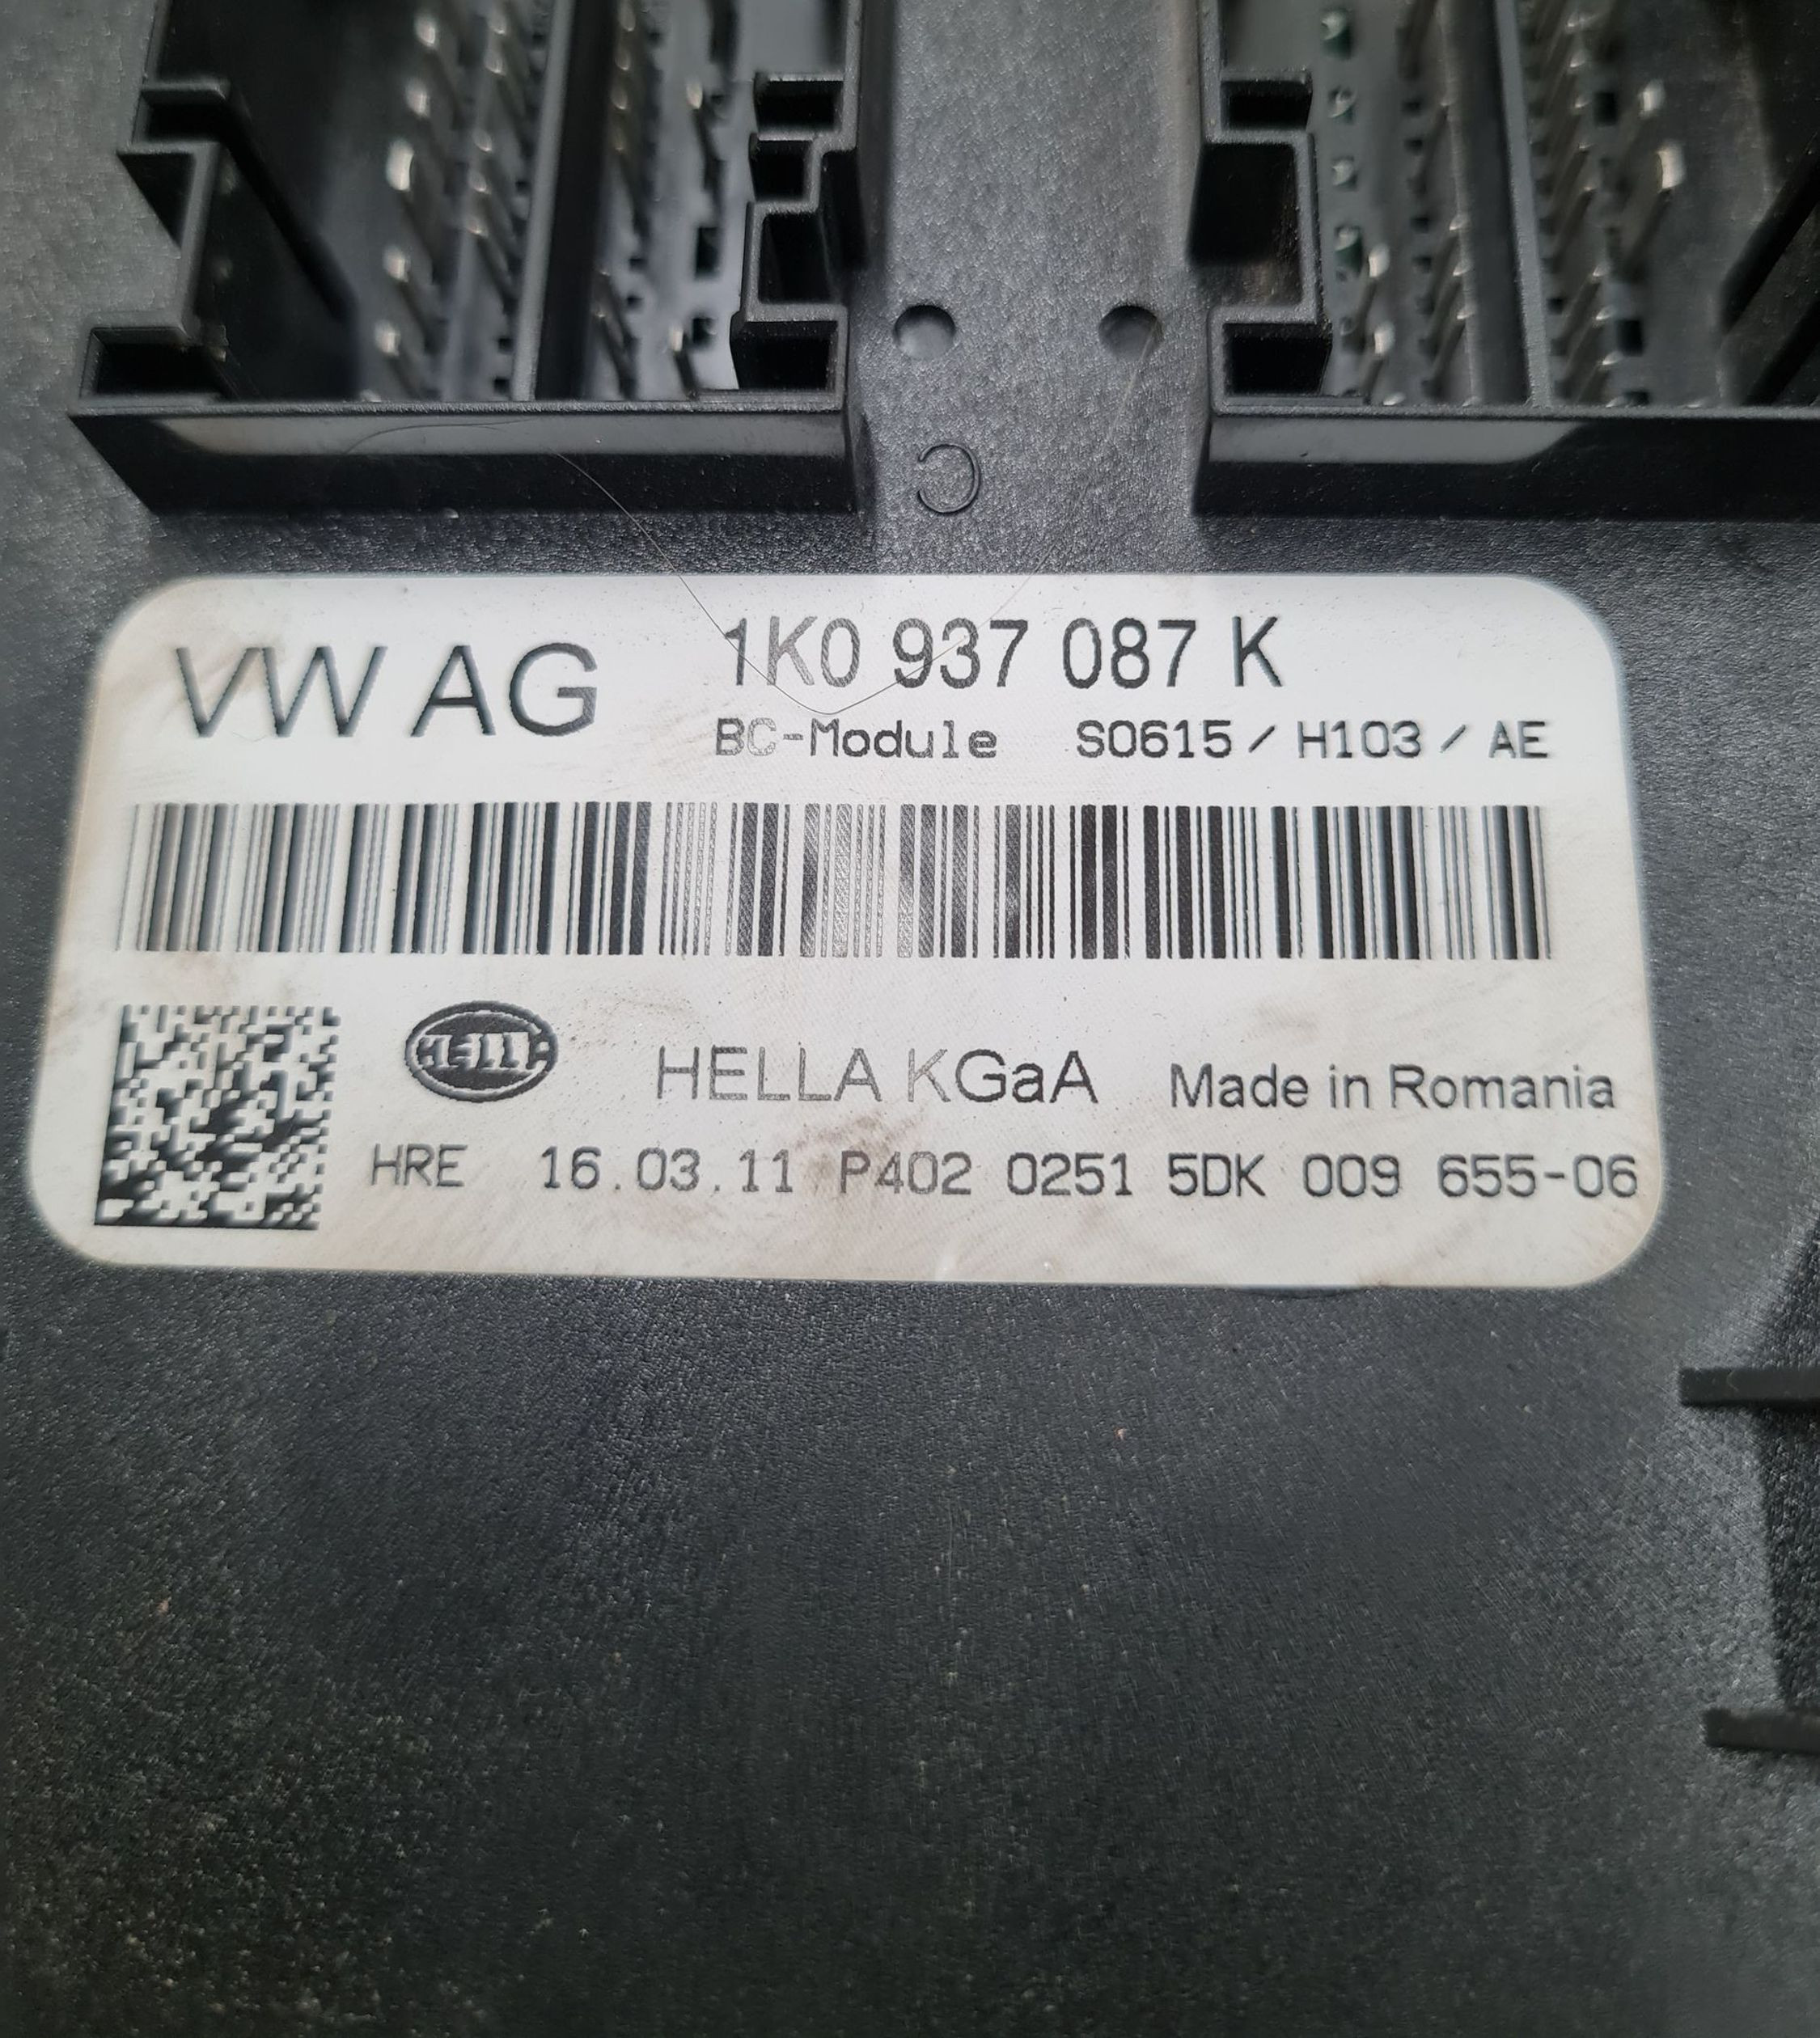 C
VW AG 1K0 937 087 K
BC-Module S0615 / H103 / AE
HELLA HELLA KGaA Made in Romania
HRE 16.03.11 P402 0251 5DK 009 655-06